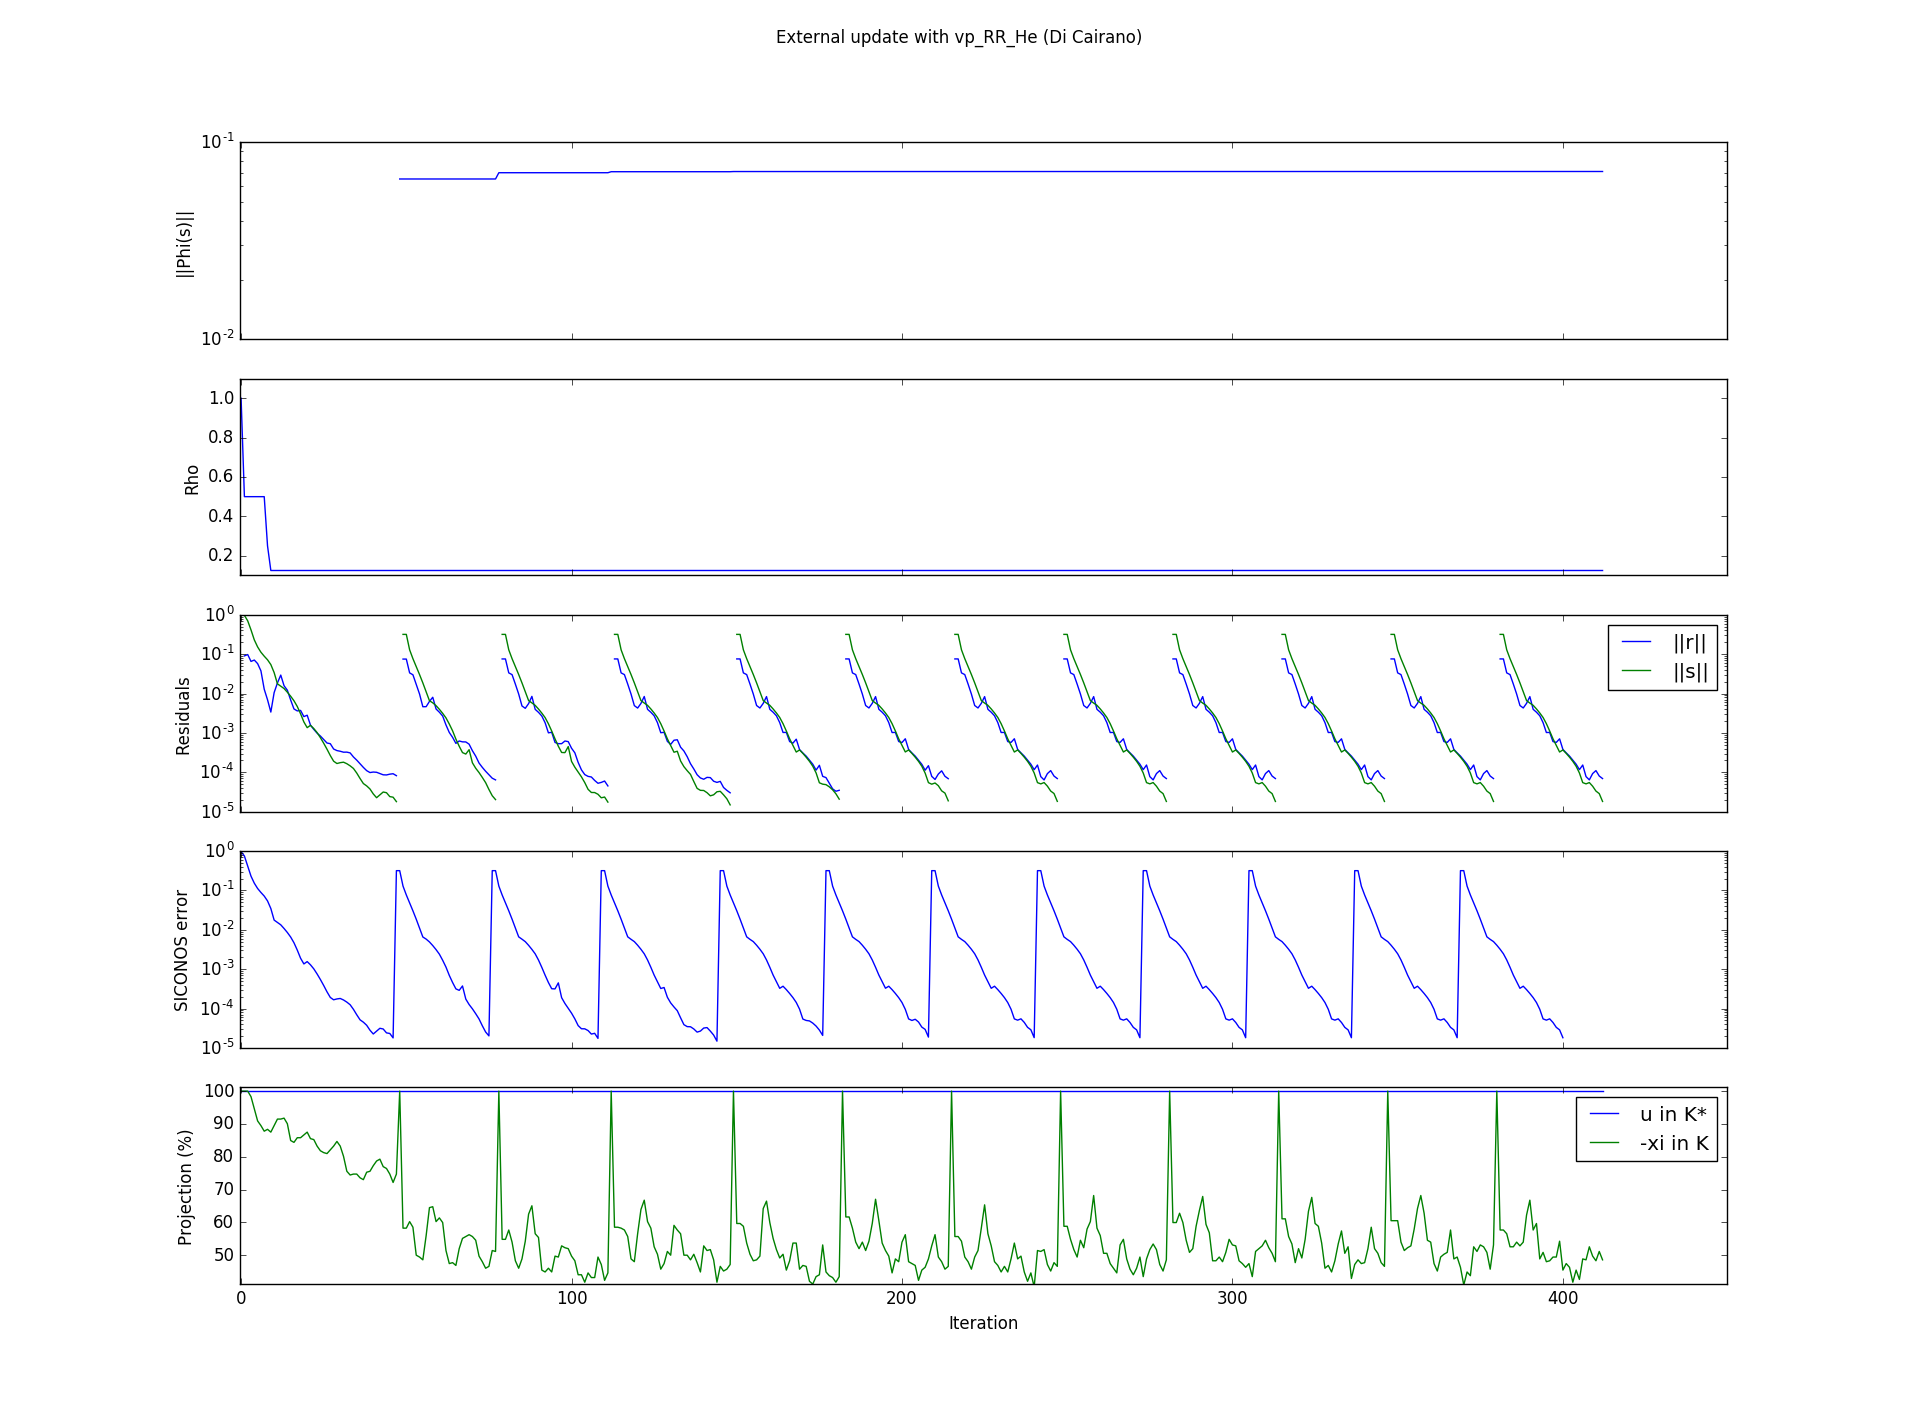 External update with vp_RR_He (Di Cairano)
10^-1
10^-2
||Phi(s)||
1.0
0.8
0.6
0.4
0.2
Rho
10^0
10^-1
10^-2
10^-3
10^-4
10^-5
Residuals
||r||
||s||
10^0
10^-1
10^-2
10^-3
10^-4
10^-5
SICONOS error
100
90
80
70
60
50
Projection (%)
u in K*
-xi in K
0 100 200 300 400
Iteration